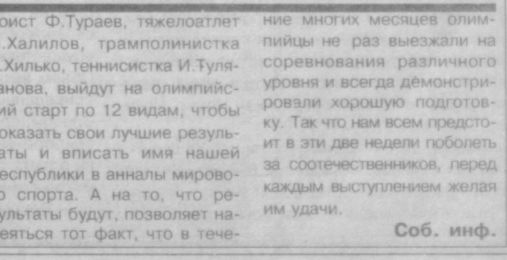 оист Ф.Тураев, тяжелоатлет
.Халилов, трамполинистка
.Хилько, теннисистка И.Туля-
анова, выйдут на олимпийс-
ий старт по 12 видам, чтобы
оказать свои лучшие резуль-
аты и вписать имя нашей
еспублики в анналы мирово-
о спорта. А на то, что ре-
ультаты будут, позволяет на-
еяться тот факт, что в тече-
ние многих месяцев олим-
пийцы не раз выезжали на
соревнования различного
уровня и всегда демонстри-
ровали хорошую подготов-
ку. Так что нам всем предсто-
ит в эти две недели поболеть
за соотечественников, перед
каждым выступлением желая
им удачи.
Соб. инф.